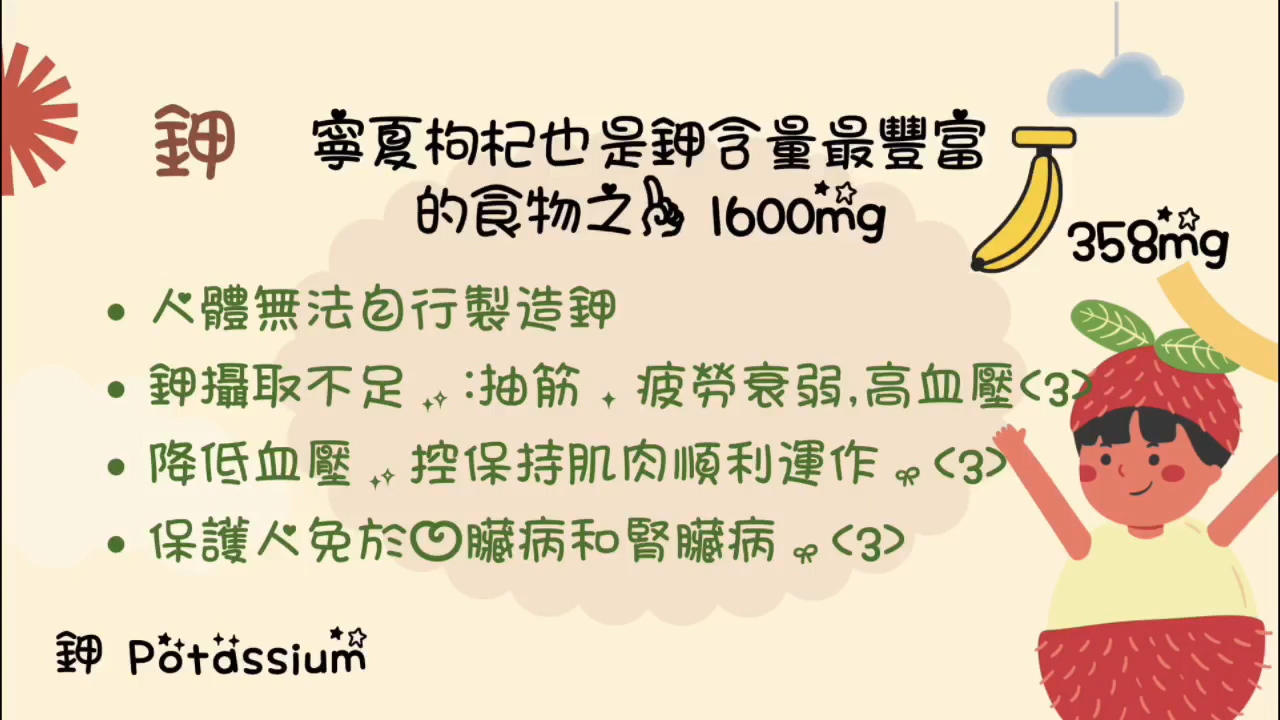 鉀
寧夏枸杞也是鉀含量最豐富
的食物之一 1600mg
358mg
• 人體無法自行製造鉀
• 鉀攝取不足，:抽筋，疲勞衰弱,高血壓<3>
• 降低血壓，控保持肌肉順利運作。<3>
• 保護人免於心臟病和腎臟病。<3>
鉀 Potassium